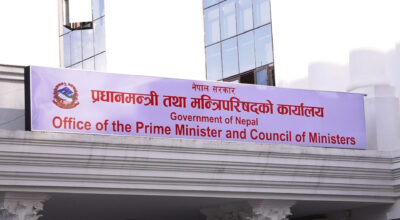 नेपाल सरकार
प्रधानमन्त्री तथा मन्त्रिपरिषद्को कार्यालय
Government of Nepal
Office of the Prime Minister and Council of Ministers